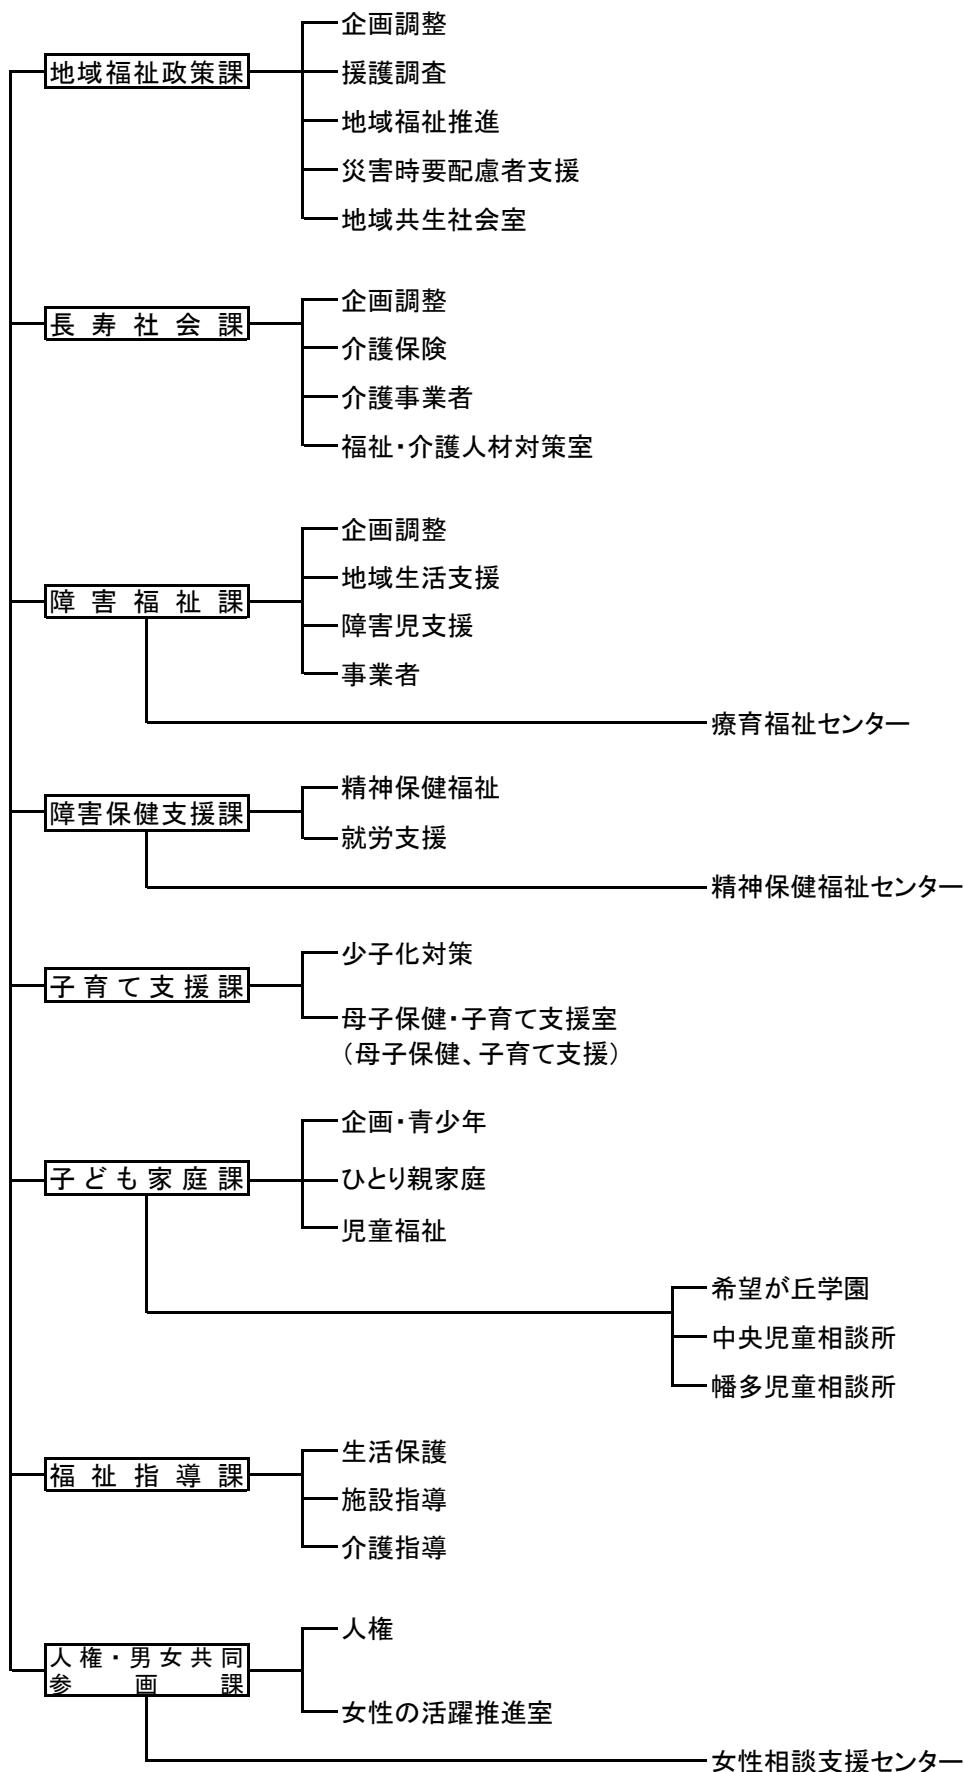 地域福祉政策課
企画調整
援護調査
地域福祉推進
災害時要配慮者支援
地域共生社会室
長寿社会課
企画調整
介護保険
介護事業者
福祉・介護人材対策室
障害福祉課
企画調整
地域生活支援
障害児支援
事業者
療育福祉センター
障害保健支援課
精神保健福祉
就労支援
精神保健福祉センター
子育て支援課
少子化対策
母子保健・子育て支援室
（母子保健、子育て支援）
子ども家庭課
企画・青少年
ひとり親家庭
児童福祉
希望が丘学園
中央児童相談所
幡多児童相談所
福祉指導課
生活保護
施設指導
介護指導
人権・男女共同
参画課
人権
女性の活躍推進室
女性相談支援センター